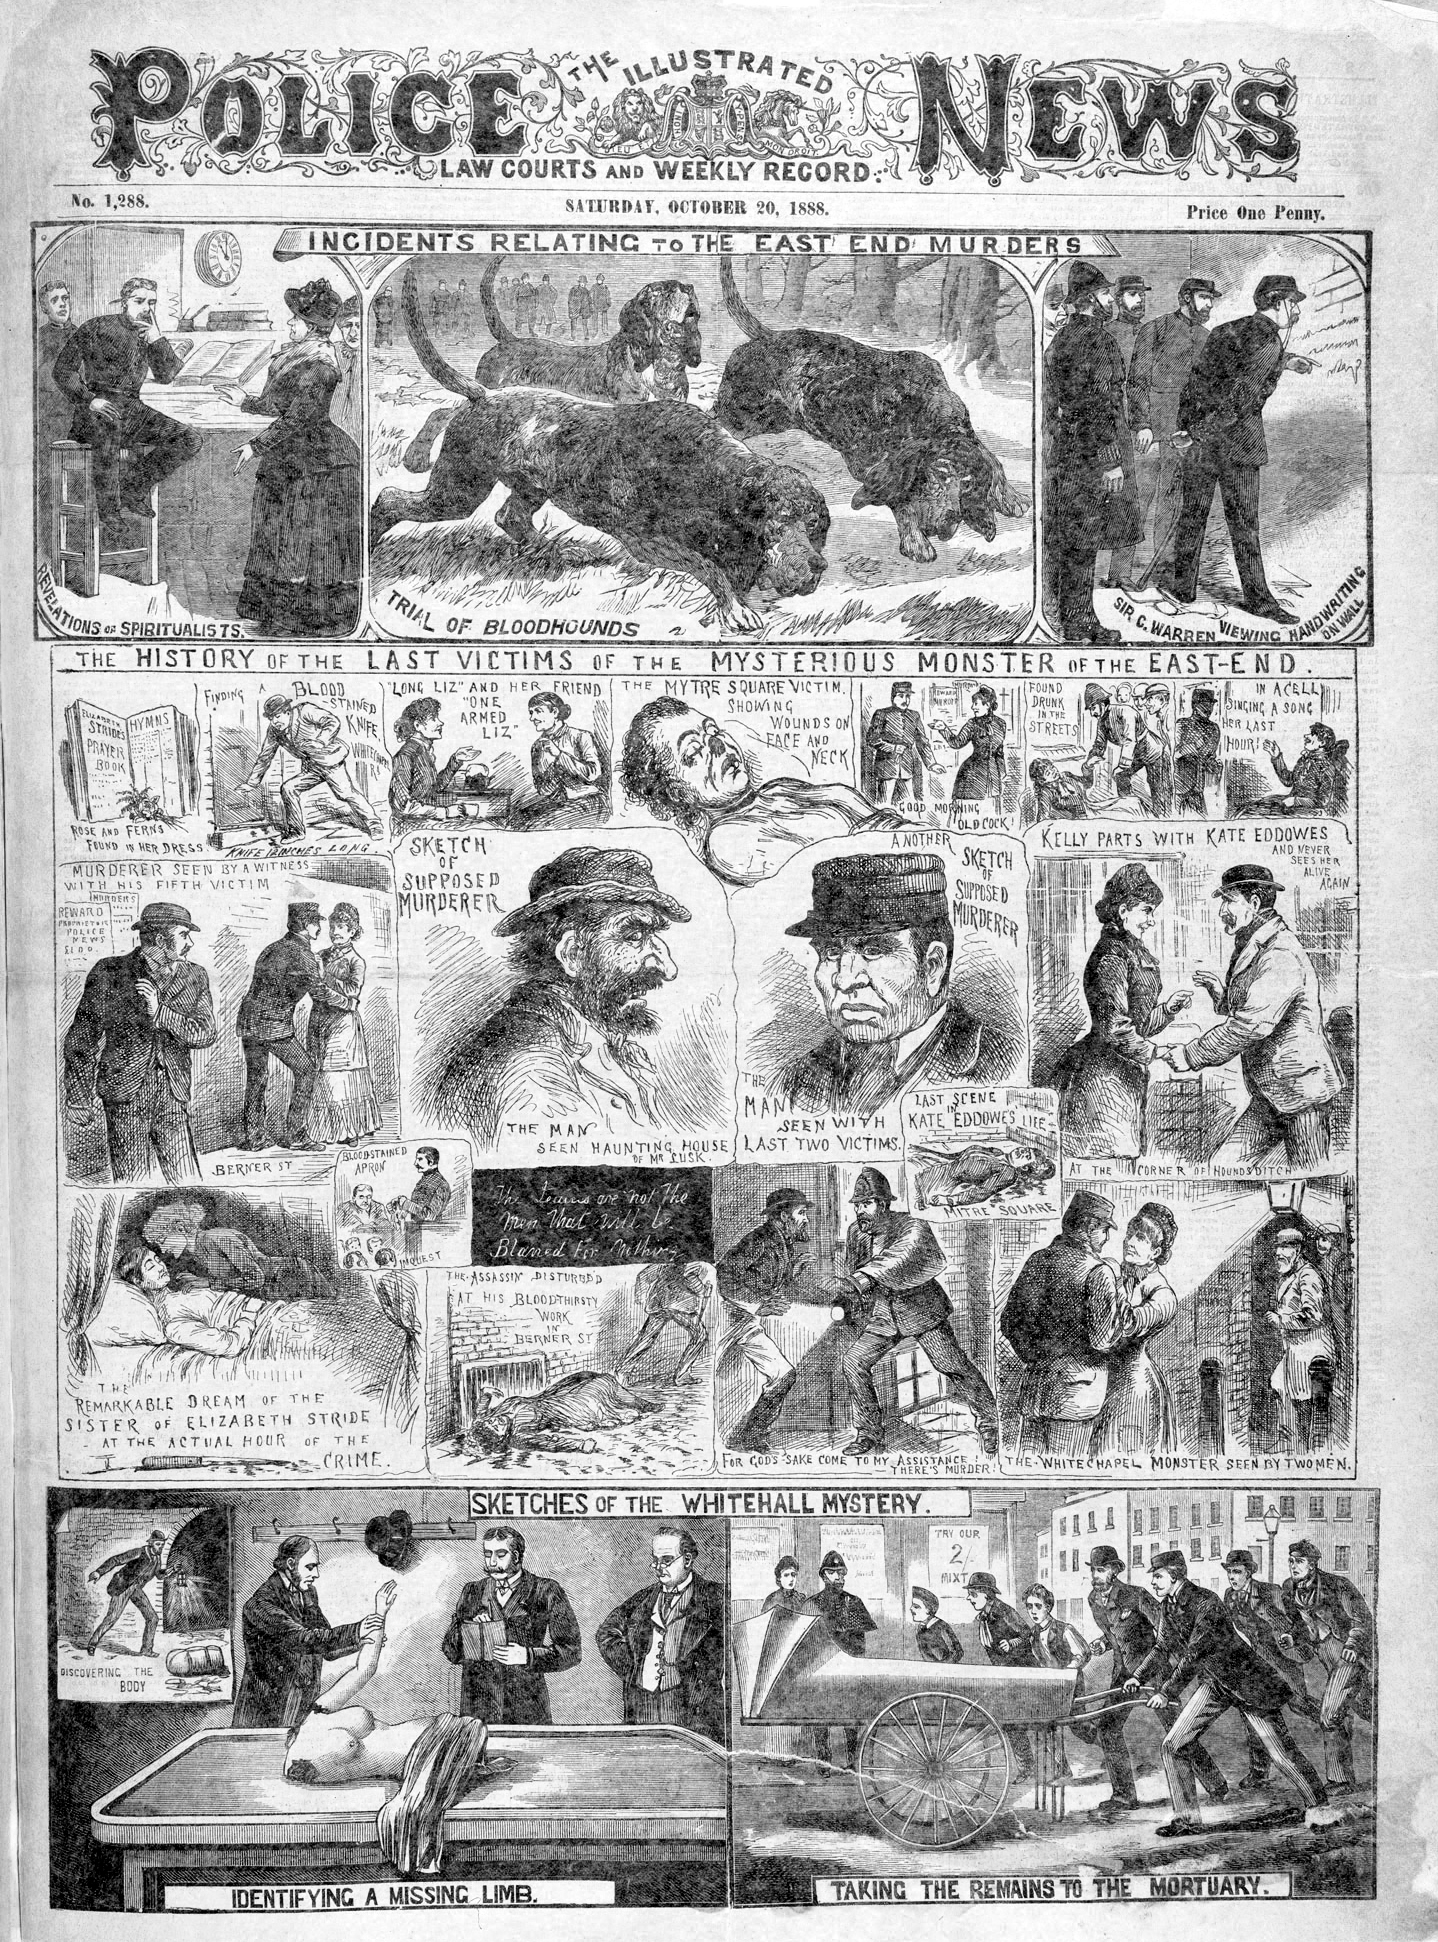 THE ILLUSTRATED
POLICE NEWS
LAW COURTS AND WEEKLY RECORD.
No. 1,288.
SATURDAY, OCTOBER 20, 1888.
Price One Penny.
INCIDENTS RELATING TO THE EAST END MURDERS
REVELATIONS OF SPIRITUALISTS.
TRIAL OF BLOODHOUNDS
SIR C. WARREN VIEWING HANDWRITING
ON WALL
THE HISTORY OF THE LAST VICTIMS OF THE MYSTERIOUS MONSTER OF THE EAST-END.
ELIZABETH
STRIDE'S
PRAYER
BOOK
HYMNS
ROSE AND FERNS
FOUND IN HER DRESS
FINDING A BLOOD
-STAINED
KNIFE
WHITECHAPEL
RD
KNIFE INCHES LONG
"LONG LIZ" AND HER FRIEND
"ONE
ARMED
LIZ"
THE MYTRE SQUARE VICTIM.
SHOWING
WOUNDS ON
FACE AND
NECK
REWARD
GOOD MORNING
OLD COCK!
FOUND
DRUNK
IN THE
STREETS
IN A CELL
SINGING A SONG
HER LAST
HOUR!
MURDERER SEEN BY A WITNESS
WITH HIS FIFTH VICTIM
MURDERS
REWARD
POLICE
NEWS
£100.
BERNER ST
SKETCH
OF
SUPPOSED
MURDERER
THE MAN
SEEN HAUNTING HOUSE
OF MR LUSK.
ANOTHER
SKETCH
OF
SUPPOSED
MURDERER
THE
MAN
SEEN WITH
LAST TWO VICTIMS.
KELLY PARTS WITH KATE EDDOWES
AND NEVER
SEES HER
ALIVE
AGAIN
AT THE CORNER OF HOUNDSDITCH
LAST SCENE
IN
KATE EDDOWES LIFE
MITRE SQUARE
BLOODSTAINED
APRON
INQUEST
The Jewes are not The
men That will be
Blamed For nothing
THE
REMARKABLE DREAM OF THE
SISTER OF ELIZABETH STRIDE
AT THE ACTUAL HOUR OF THE
CRIME.
THE ASSASSIN DISTURBED
AT HIS BLOODTHIRSTY
WORK
IN
BERNER ST
FOR GOD'S SAKE COME TO MY ASSISTANCE!
THERE'S MURDER!
THE WHITECHAPEL MONSTER SEEN BY TWO MEN.
SKETCHES OF THE WHITEHALL MYSTERY.
DISCOVERING THE
BODY
IDENTIFYING A MISSING LIMB.
TRY OUR
2/-
MIXT
TAKING THE REMAINS TO THE MORTUARY.